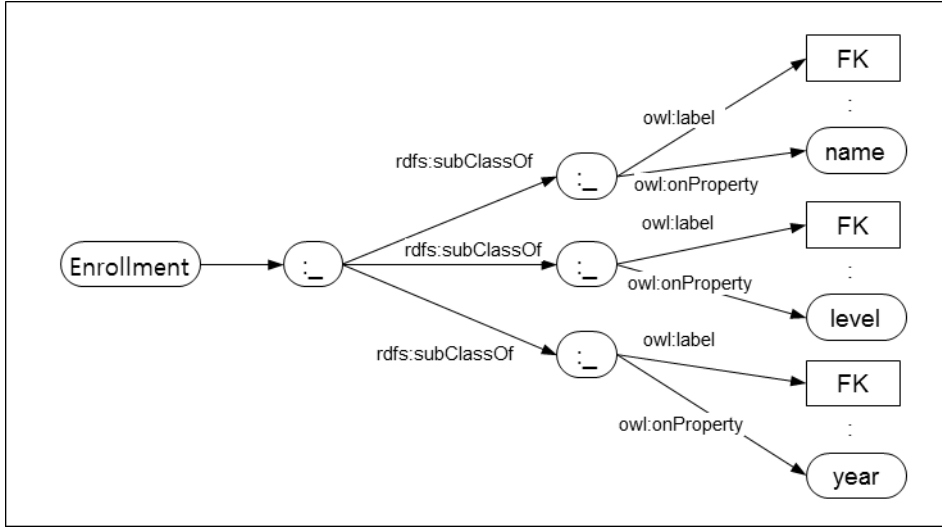 FK
:
owl:label
name
rdfs:subClassOf
:_
owl:onProperty
FK
owl:label
:
Enrollment
:_
rdfs:subClassOf
:_
owl:onProperty
level
owl:label
rdfs:subClassOf
:_
FK
:
owl:onProperty
year